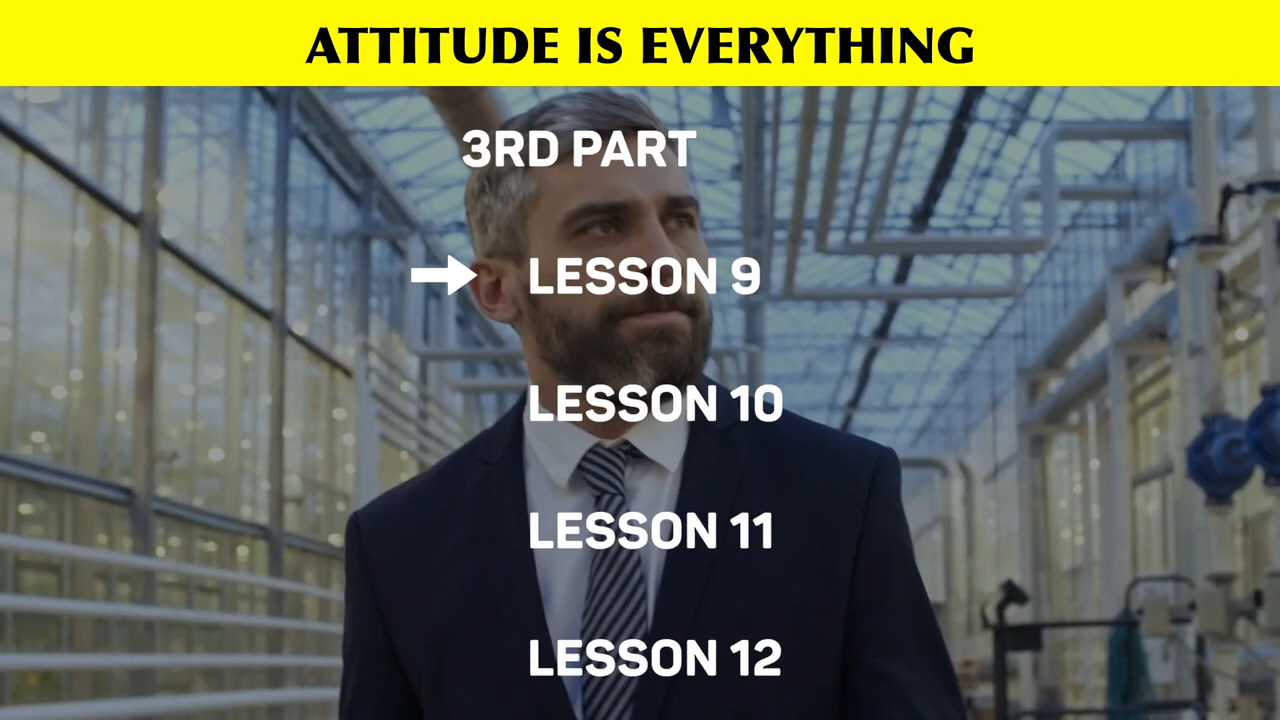 ATTITUDE IS EVERYTHING
3RD PART
LESSON 9
LESSON 10
LESSON 11
LESSON 12